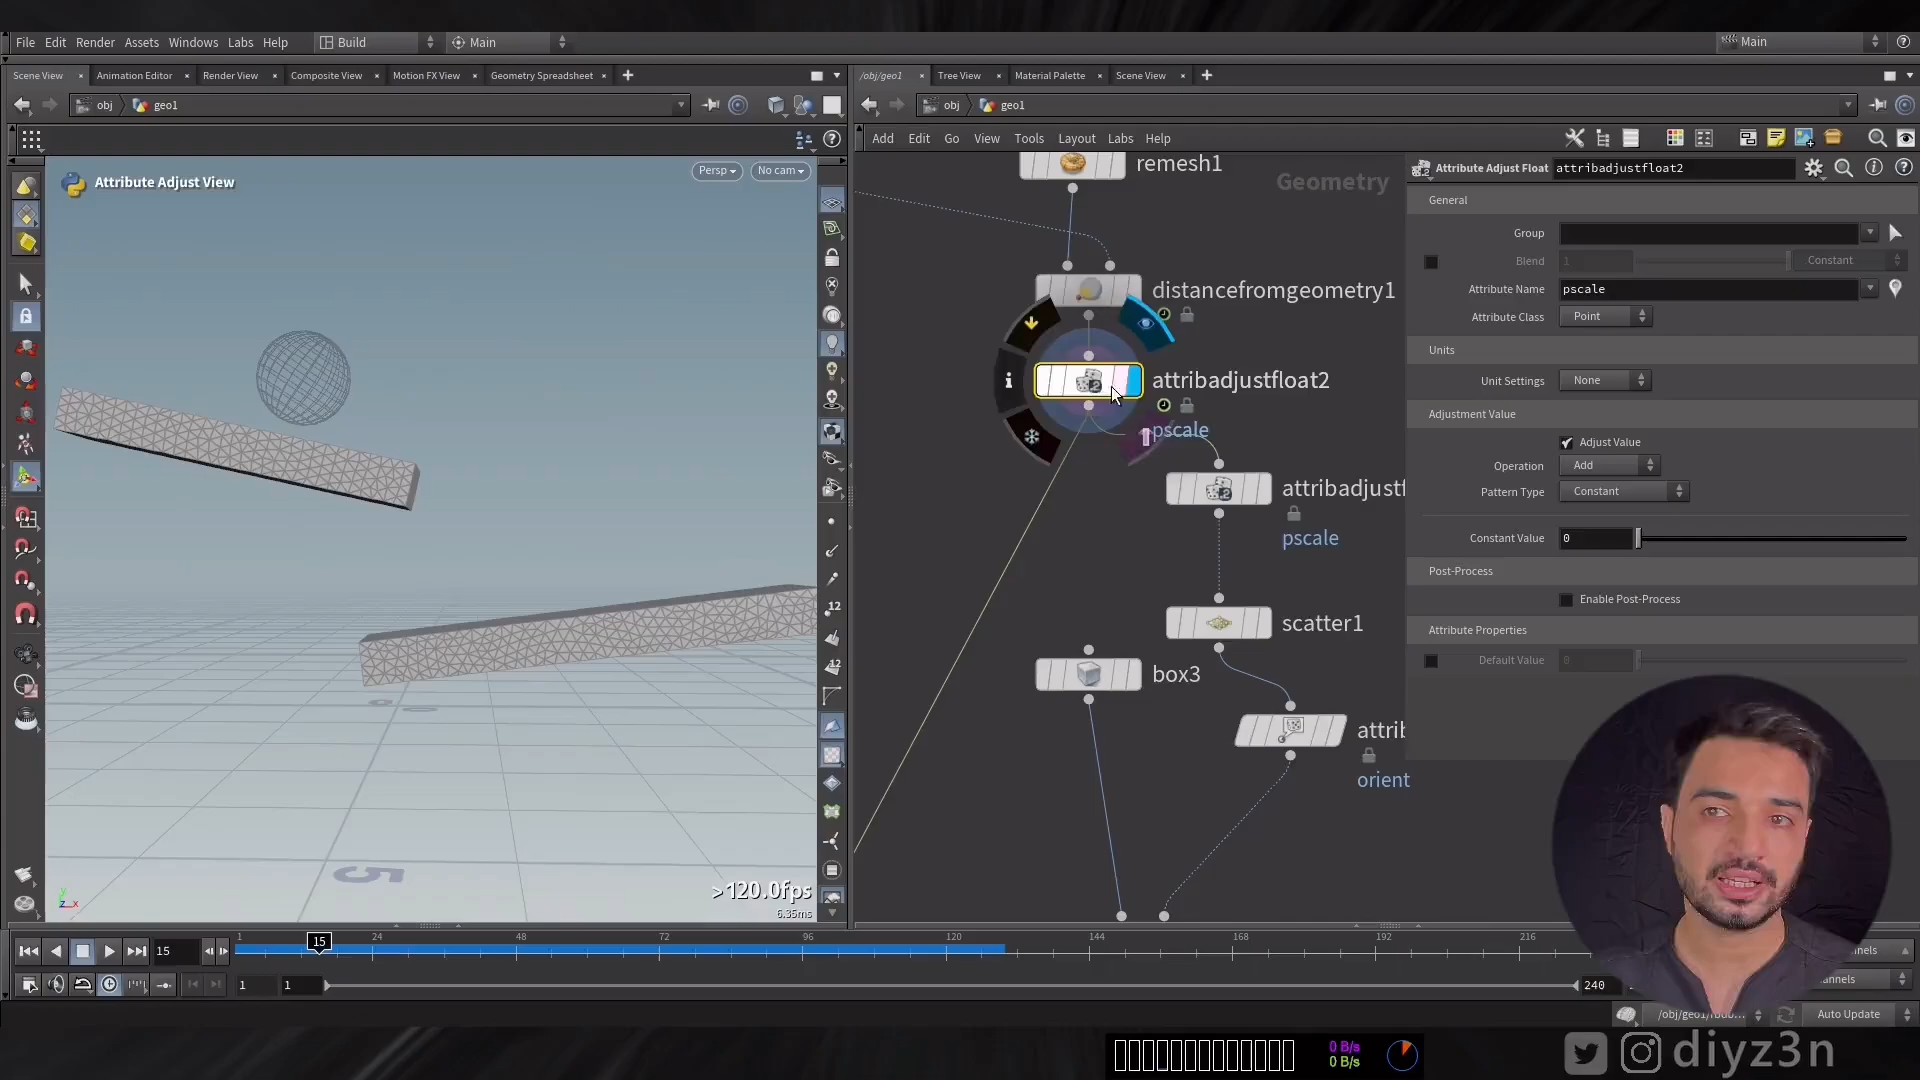 File Edit Render Assets Windows Labs Help Build Main Main
Scene View Animation Editor Render View Composite View Motion FX View Geometry Spreadsheet
/obj/geo1 Tree View Material Palette Scene View
obj geo1
obj geo1
Add Edit Go View Tools Layout Labs Help
Attribute Adjust View
Persp No cam
12
12
5
>120.0fps
6.35ms
Geometry
remesh1
distancefromgeometry1
attribadjustfloat2
pscale
attribadjustf
pscale
scatter1
box3
attrib
orient
Attribute Adjust Float attribadjustfloat2
General
Group
Blend 1 Constant
Attribute Name pscale
Attribute Class Point
Units
Unit Settings None
Adjustment Value
Adjust Value
Operation Add
Pattern Type Constant
Constant Value 0
Post-Process
Enable Post-Process
Attribute Properties
Default Value 0
15 1 15 24 48 72 96 120 144 168 192 216
1 1 240
Auto Update
0 B/s
0 B/s
diyz3n